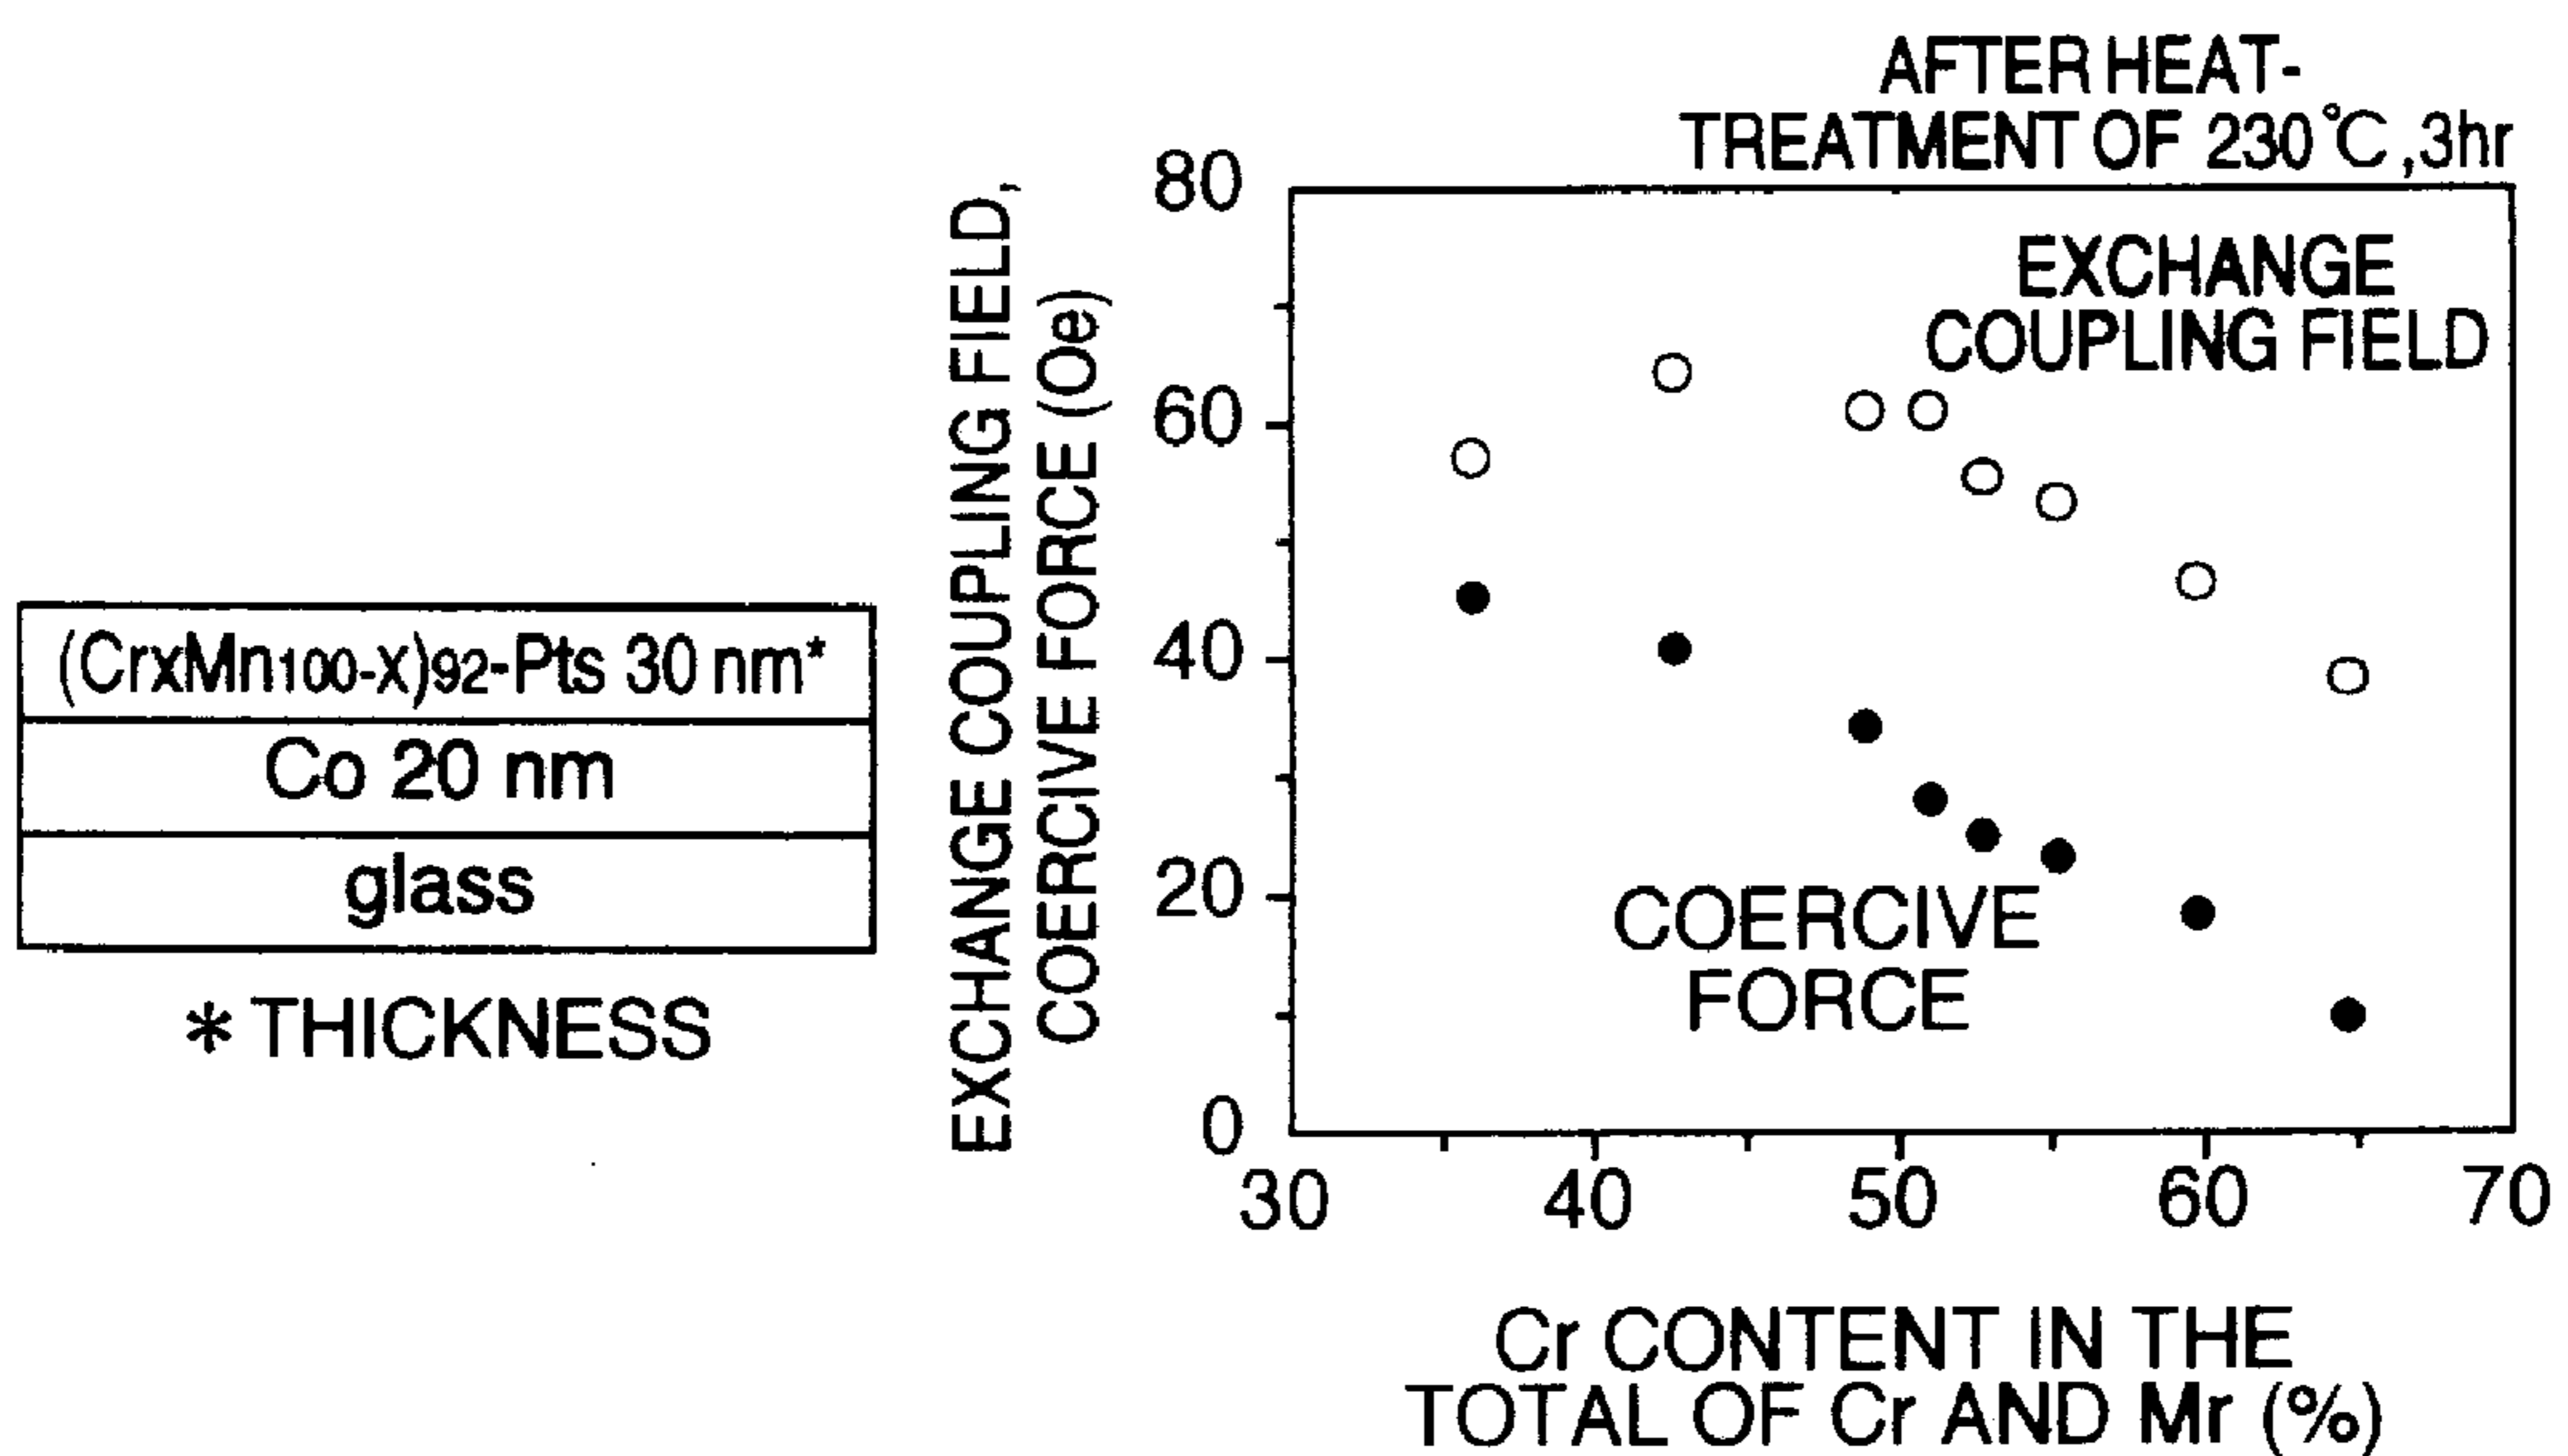 (CrxMn100-x)92-Pts 30 nm*
Co 20 nm
glass
* THICKNESS
AFTER HEAT-
TREATMENT OF 230°C,3hr
EXCHANGE COUPLING FIELD,
COERCIVE FORCE (Oe)
80
60
40
20
0
EXCHANGE
COUPLING FIELD
COERCIVE
FORCE
30 40 50 60 70
Cr CONTENT IN THE
TOTAL OF Cr AND Mr (%)